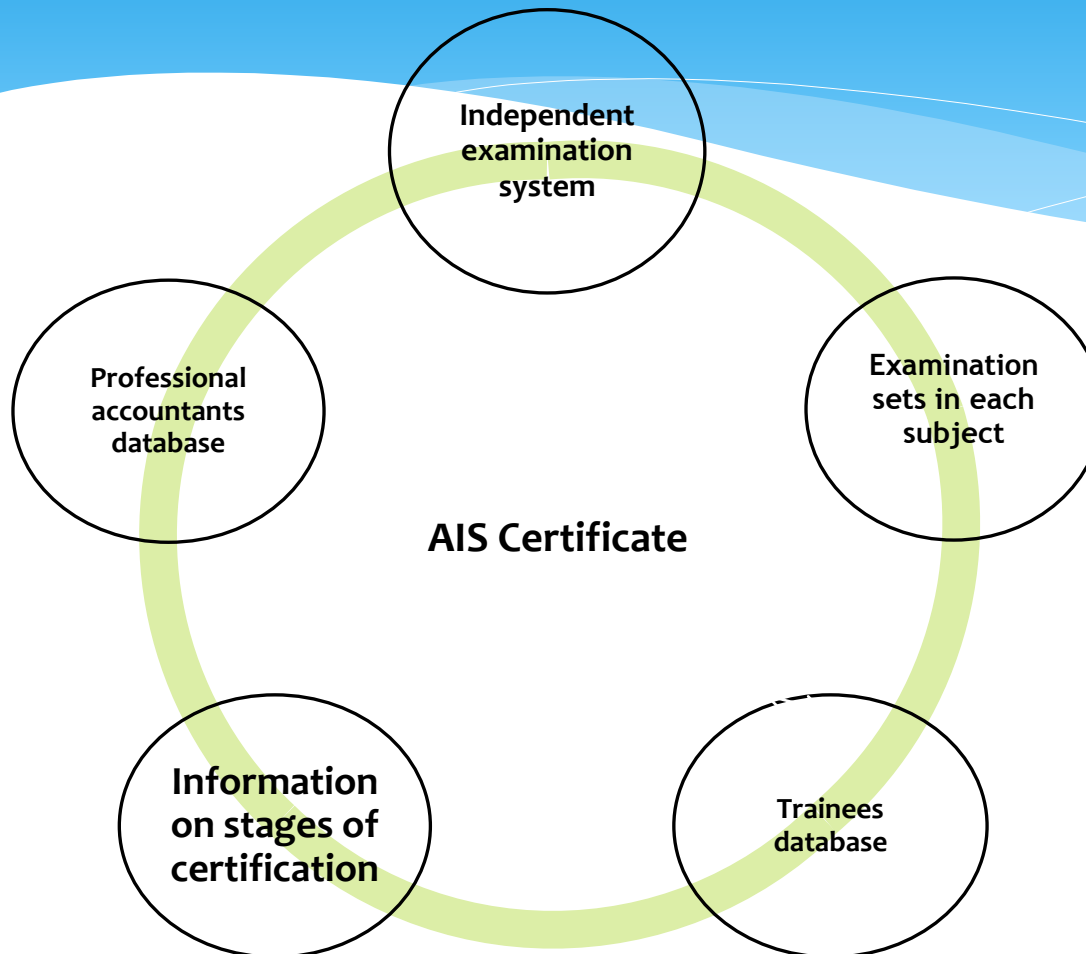 Independent
examination
system
Examination
sets in each
subject
Professional
accountants
database
AIS Certificate
Information
on stages of
certification
Trainees
database